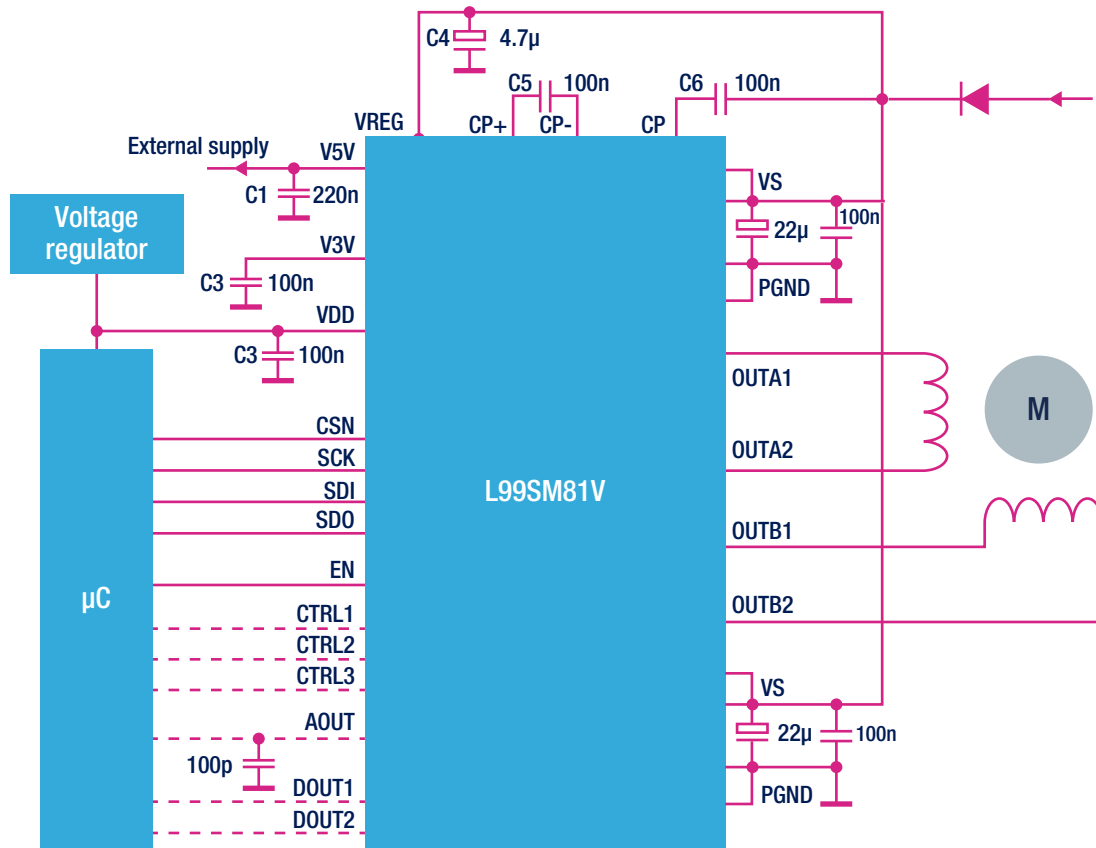 C4 4.7µ
C5 100n
C6 100n
VREG
CP+
CP-
CP
External supply
V5V
VS
C1 220n
22µ
100n
Voltage
regulator
V3V
C3 100n
PGND
VDD
C3 100n
OUTA1
M
CSN
OUTA2
SCK
L99SM81V
SDI
SDO
OUTB1
EN
µC
CTRL1
OUTB2
CTRL2
CTRL3
VS
AOUT
22µ
100n
100p
DOUT1
PGND
DOUT2